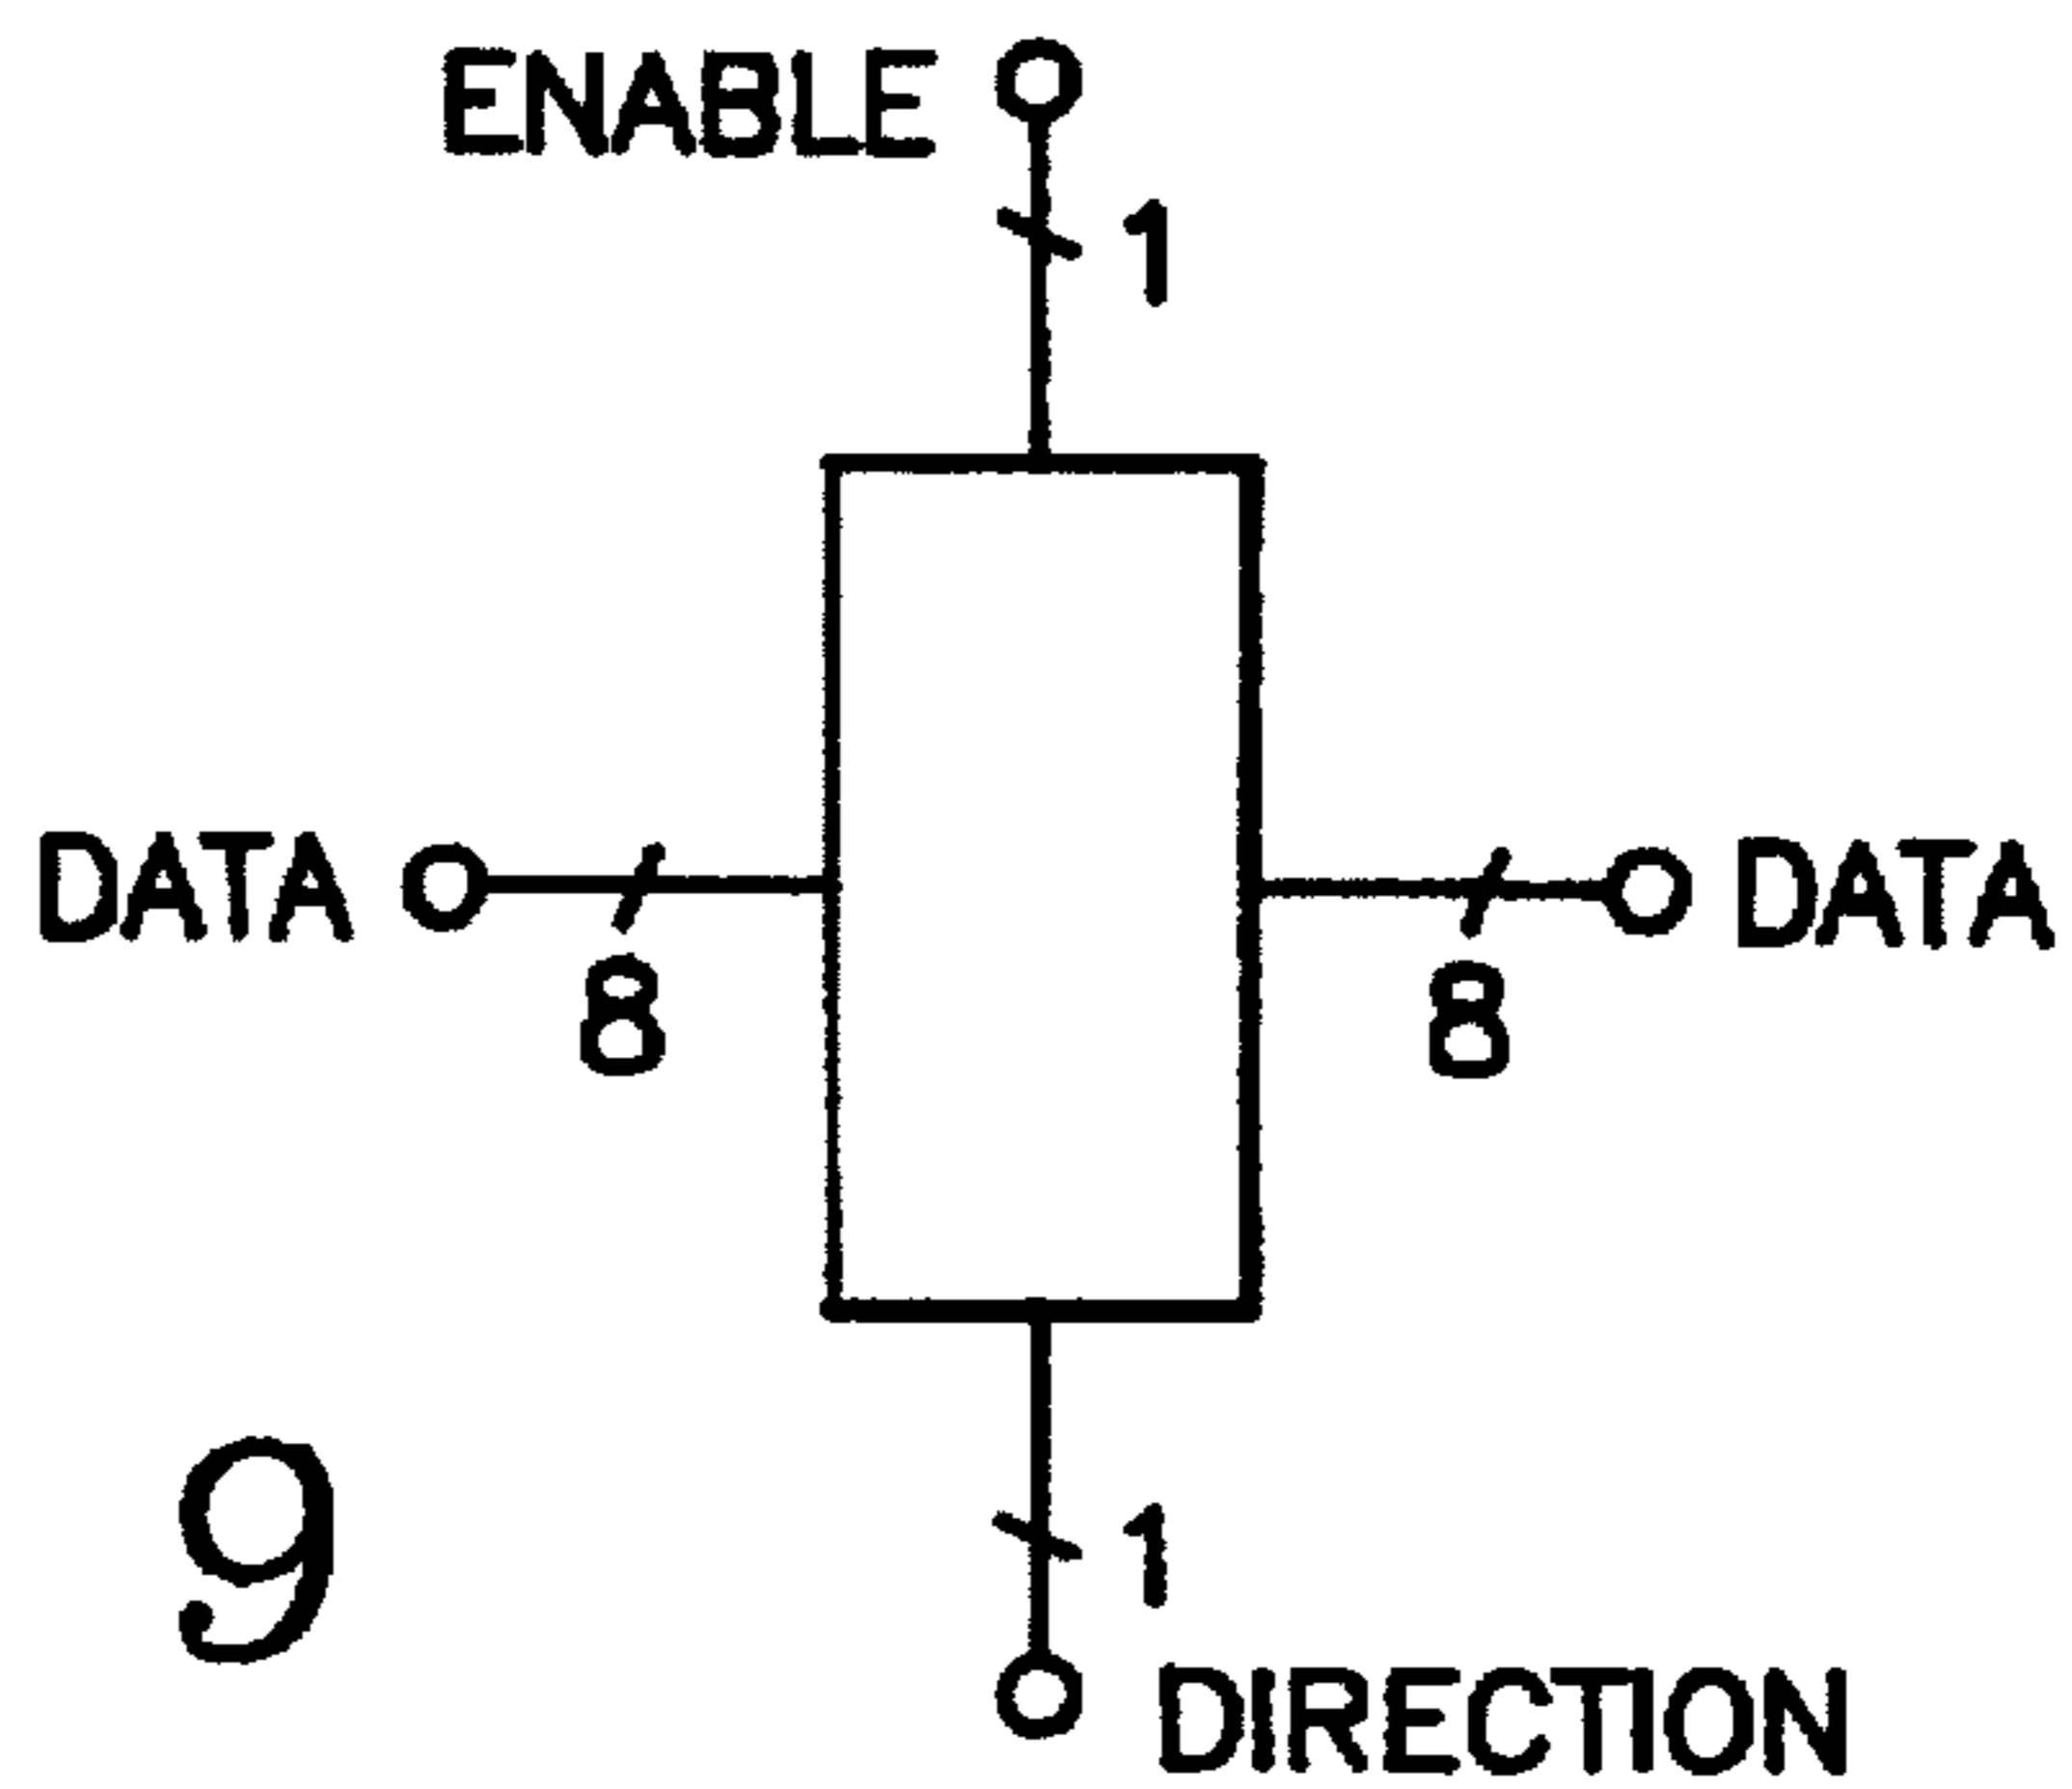 ENABLE
1
DATA
DATA
8
8
9
1
DIRECTION